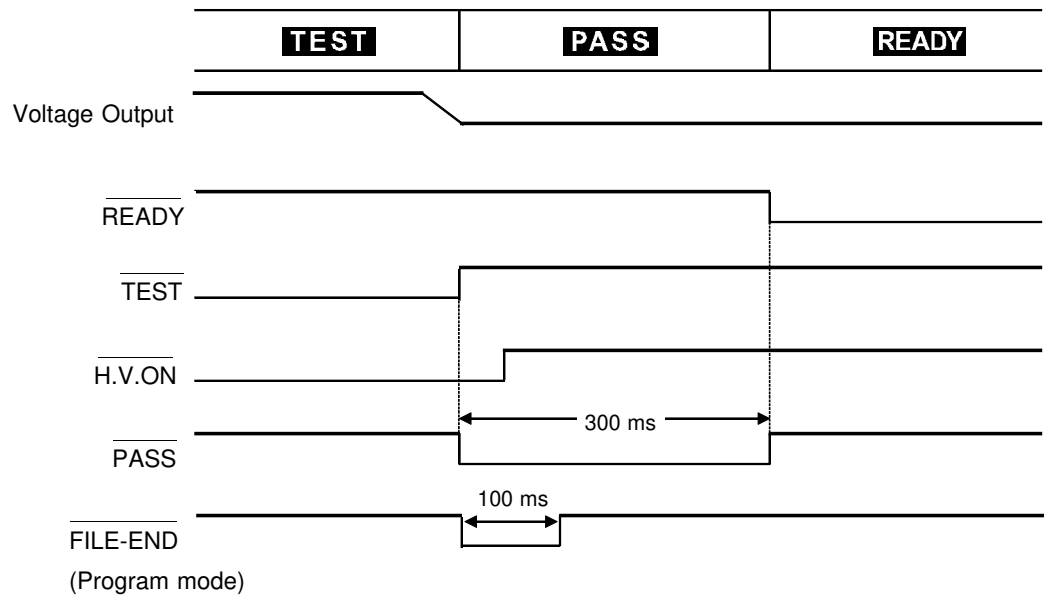 TEST PASS READY
Voltage Output
READY
TEST
H.V.ON
300 ms
PASS
100 ms
FILE-END
(Program mode)